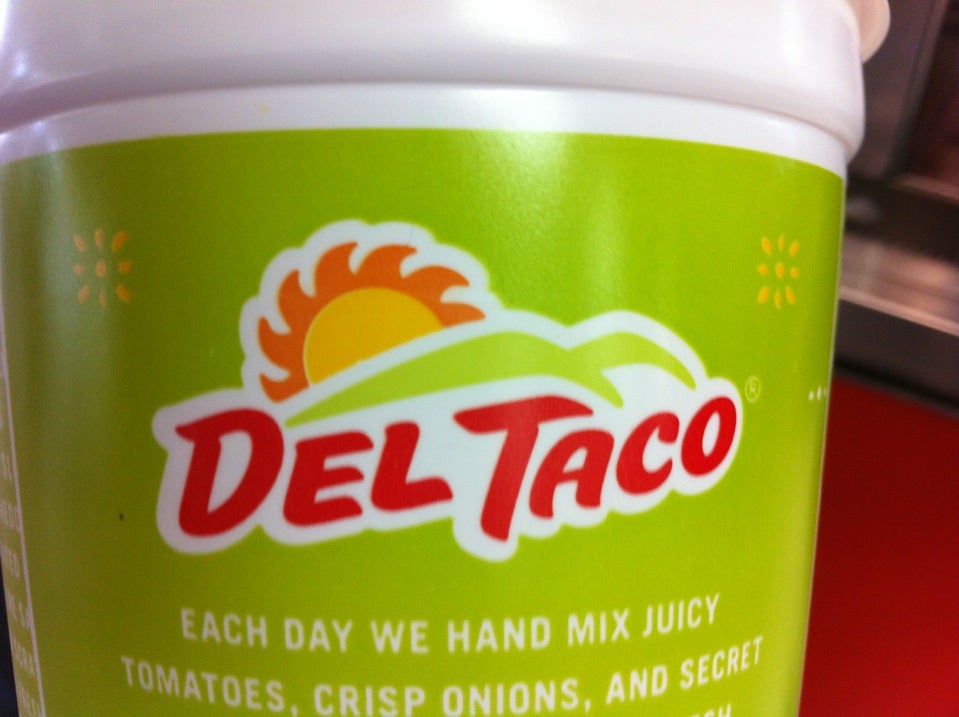 DEL TACO®
EACH DAY WE HAND MIX JUICY
TOMATOES, CRISP ONIONS, AND SECRET